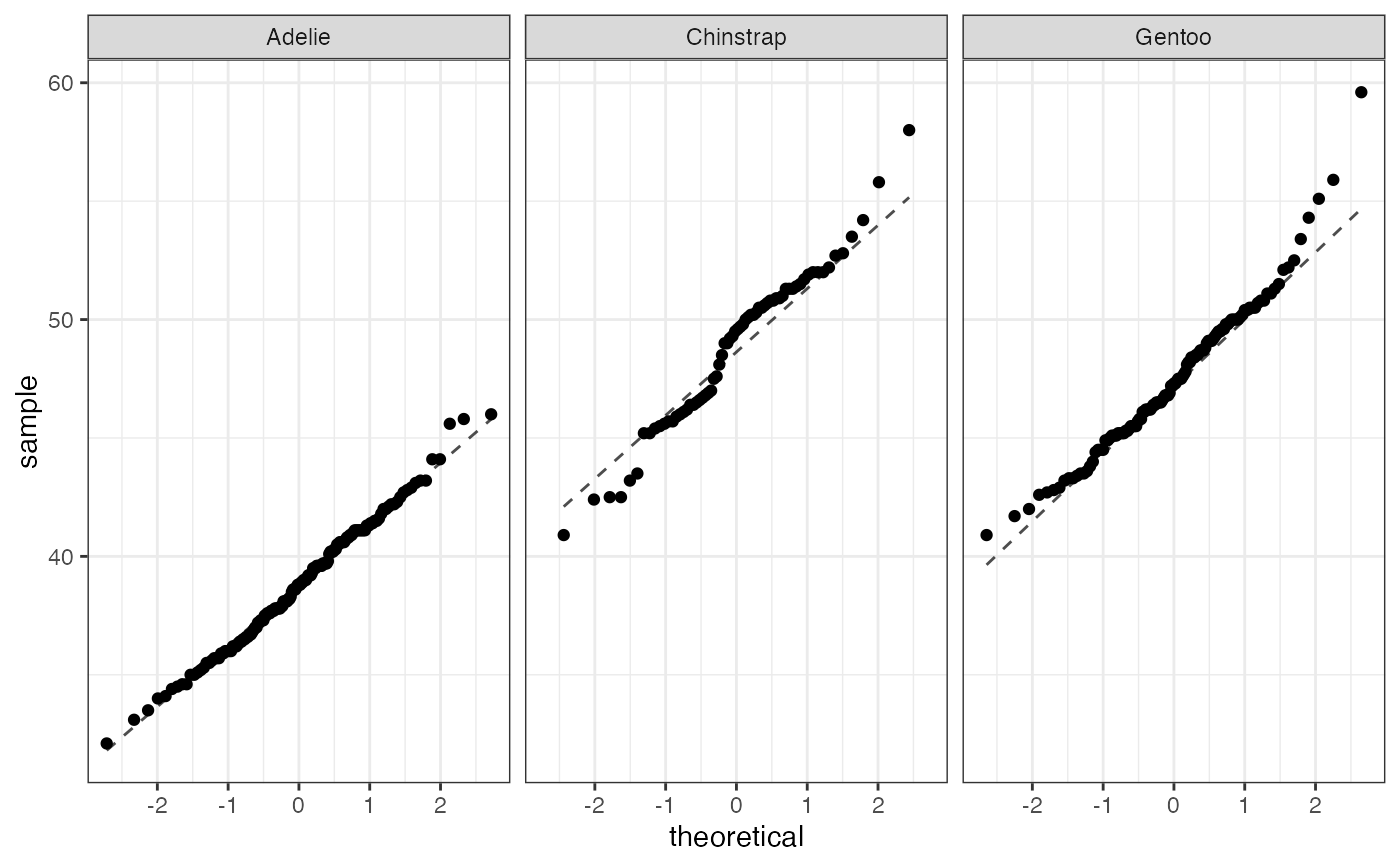 Adelie
Chinstrap
Gentoo
60
50
40
sample
-2 -1 0 1 2
-2 -1 0 1 2
-2 -1 0 1 2
theoretical